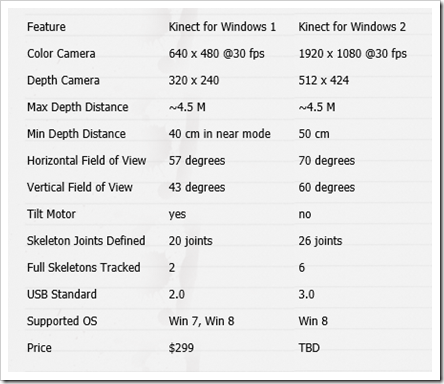 Feature Kinect for Windows 1 Kinect for Windows 2
Color Camera 640 x 480 @30 fps 1920 x 1080 @30 fps
Depth Camera 320 x 240 512 x 424
Max Depth Distance ~4.5 M ~4.5 M
Min Depth Distance 40 cm in near mode 50 cm
Horizontal Field of View 57 degrees 70 degrees
Vertical Field of View 43 degrees 60 degrees
Tilt Motor yes no
Skeleton Joints Defined 20 joints 26 joints
Full Skeletons Tracked 2 6
USB Standard 2.0 3.0
Supported OS Win 7, Win 8 Win 8
Price $299 TBD